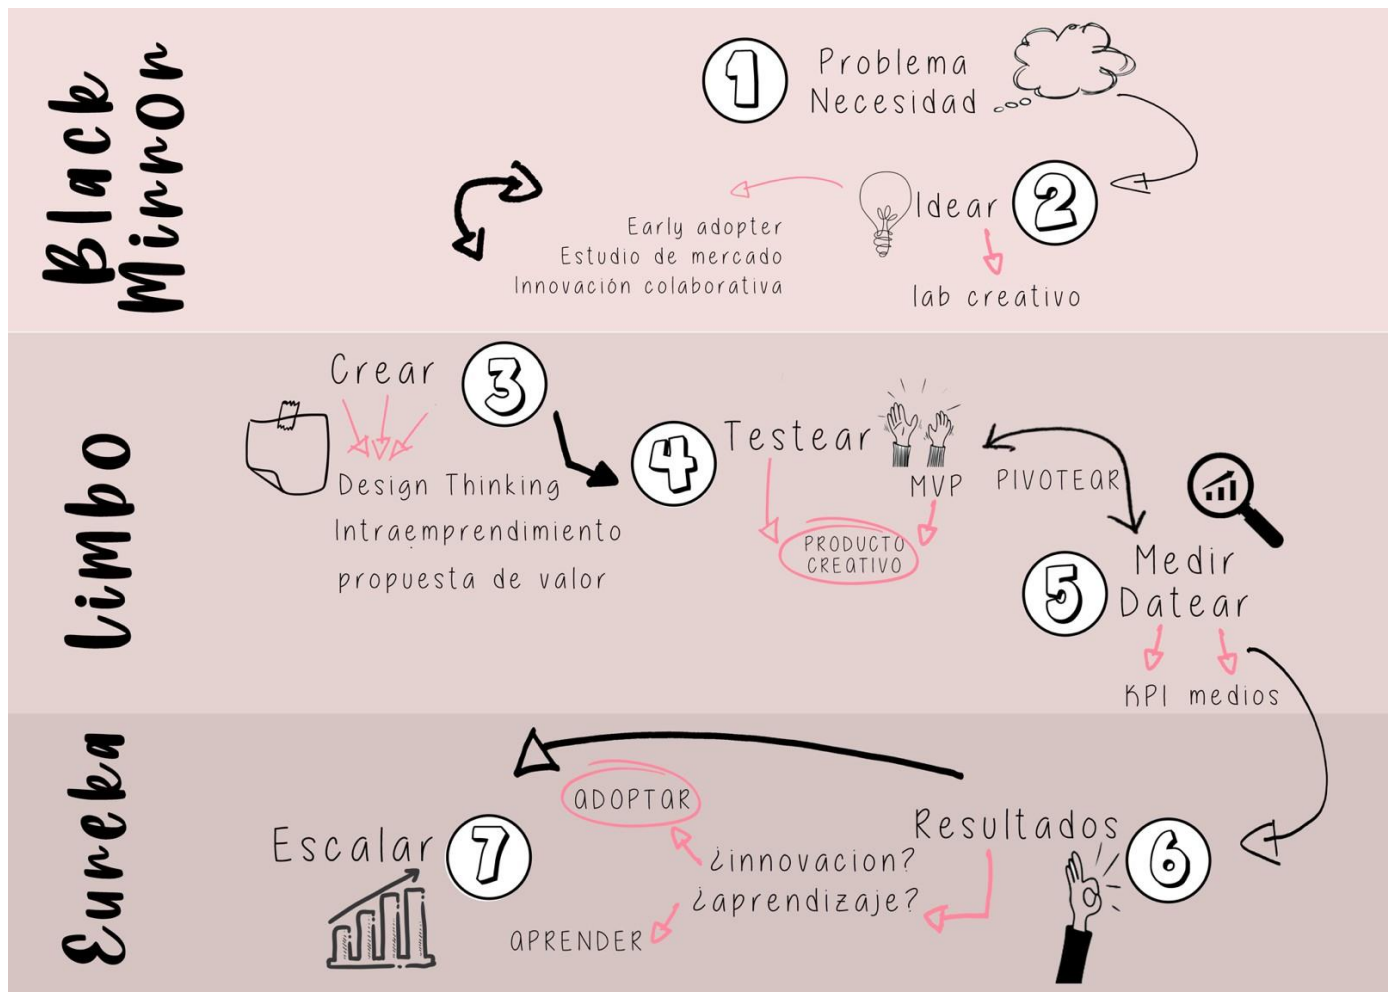 Black
Mirror
1
Problema
Necesidad
Idear
2
Early adopter
Estudio de mercado
Innovación colaborativa
lab creativo
Limbo
Crear
3
Design Thinking
Intraemprendimiento
propuesta de valor
4
Testear
MVP
PIVOTEAR
PRODUCTO
CREATIVO
5
Medir
Datear
KPI medios
Eureka
ADOPTAR
Escalar
7
Resultados
6
¿innovacion?
¿aprendizaje?
APRENDER